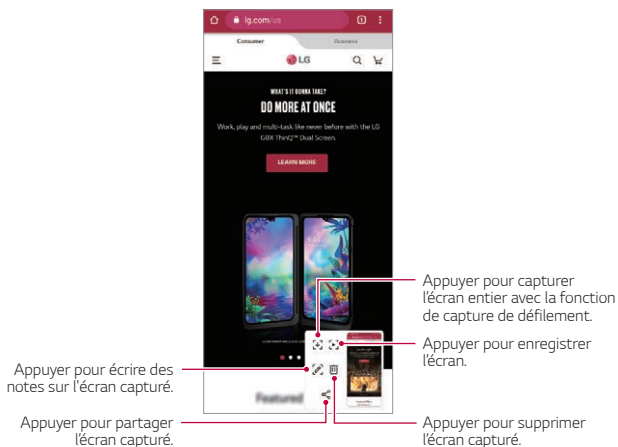 lg.com/us
Consumer
Business
LG
WHAT'S IT GONNA TAKE?
DO MORE AT ONCE
Work, play and multi-task like never before with the LG
G8X ThinQ™ Dual Screen.
LEARN MORE
Appuyer pour capturer
l'écran entier avec la fonction
de capture de défilement.
Appuyer pour enregistrer
l'écran.
Appuyer pour écrire des
notes sur l'écran capturé.
Featured
Appuyer pour partager
l'écran capturé.
Appuyer pour supprimer
l'écran capturé.